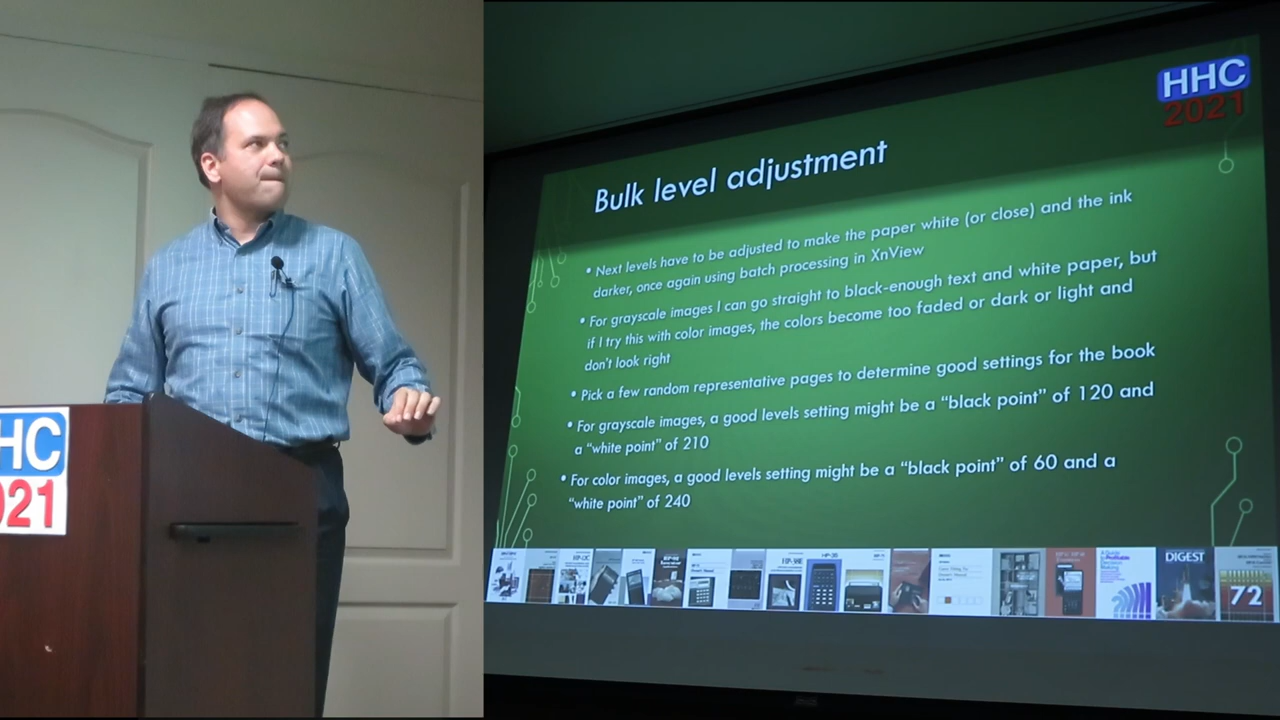 HHC
2021
Bulk level adjustment
• Next levels have to be adjusted to make the paper white (or close) and the ink
darker, once again using batch processing in XnView
• For grayscale images I can go straight to black-enough text and white paper, but
if I try this with color images, the colors become too faded or dark or light and
don't look right
• Pick a few random representative pages to determine good settings for the book
• For grayscale images, a good levels setting might be a “black point” of 120 and
a “white point” of 210
• For color images, a good levels setting might be a “black point” of 60 and a
“white point” of 240
HC
021
DIGEST
72